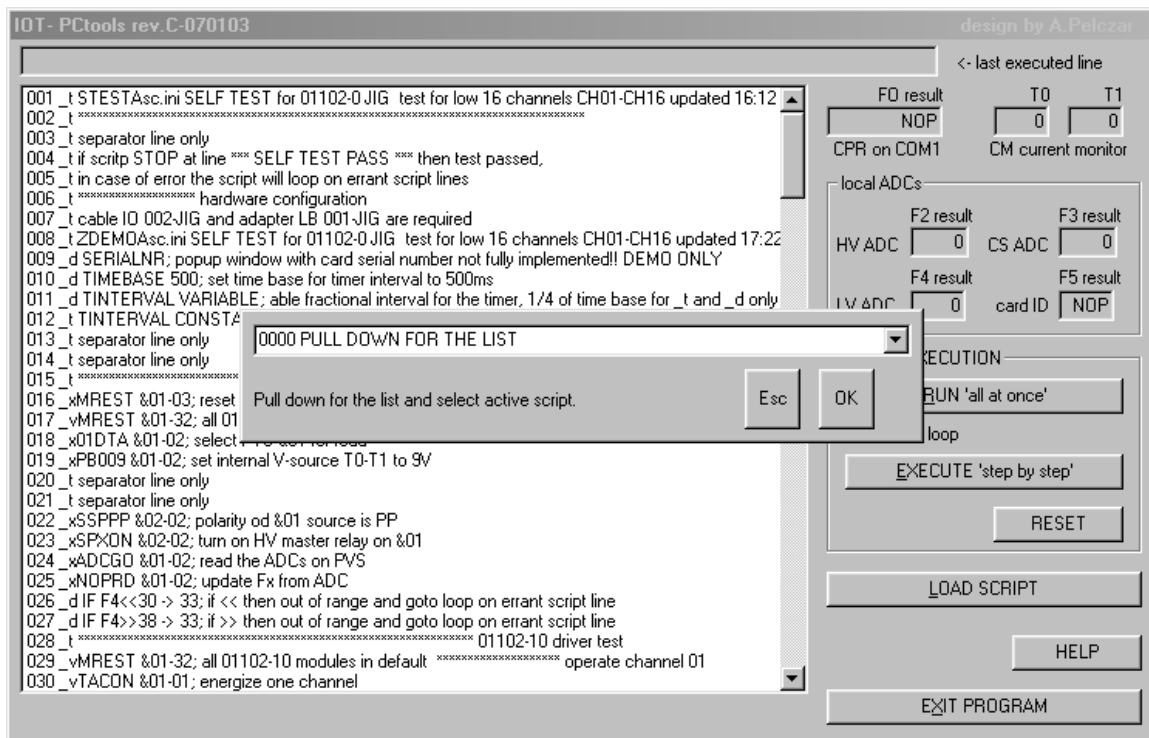 IOT- PCtools rev.C-070103
design by A.Pelczar
<- last executed line
001 _t STESTAsc.ini SELF TEST for 01102-0 JIG  test for low 16 channels CH01-CH16 updated 16:12
002 _t ************************************************************************************
003 _t separator line only
004 _t if scritp STOP at line *** SELF TEST PASS *** then test passed,
005 _t in case of error the script will loop on errant script lines
006 _t ******************* hardware configuration
007 _t cable IO 002-JIG and adapter LB 001-JIG are required
008 _t ZDEMOAsc.ini SELF TEST for 01102-0 JIG  test for low 16 channels CH01-CH16 updated 17:22
009 _d SERIALNR; popup window with card serial number not fully implemented!! DEMO ONLY
010 _d TIMEBASE 500; set time base for timer interval to 500ms
011 _d TINTERVAL VARIABLE; able fractional interval for the timer, 1/4 of time base for _t and _d only
012 _t TINTERVAL CONSTA
013 _t separator line only
014 _t separator line only
015 _t **************************
016 _xMREST &01-03; reset
017 _vMREST &01-32; all 01
018 _x01DTA &01-02; select
019 _xPB009 &01-02; set internal V-source T0-T1 to 9V
020 _t separator line only
021 _t separator line only
022 _xSSPPP &02-02; polarity od &01 source is PP
023 _xSPXON &02-02; turn on HV master relay on &01
024 _xADCGO &01-02; read the ADCs on PVS
025 _xNOPRD &01-02; update Fx from ADC
026 _d IF F4<<30 -> 33; if << then out of range and goto loop on errant script line
027 _d IF F4>>38 -> 33; if >> then out of range and goto loop on errant script line
028 _t **************************************************************** 01102-10 driver test
029 _vMREST &01-32; all 01102-10 modules in default  ******************** operate channel 01
030 _vTACON &01-01; energize one channel
0000 PULL DOWN FOR THE LIST
Pull down for the list and select active script.
Esc
OK
F0 result
T0
T1
NOP
0
0
CPR on COM1
CM current monitor
local ADCs
F2 result
F3 result
HV ADC
0
CS ADC
0
F4 result
F5 result
LV ADC
0
card ID
NOP
ECUTION
RUN 'all at once'
loop
EXECUTE 'step by step'
RESET
LOAD SCRIPT
HELP
EXIT PROGRAM